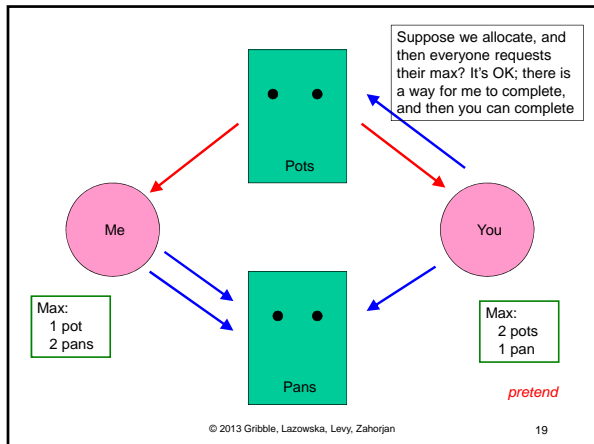 Suppose we allocate, and
then everyone requests
their max? It's OK; there is
a way for me to complete,
and then you can complete
Pots
Me
You
Max:
1 pot
2 pans
Max:
2 pots
1 pan
Pans
pretend
© 2013 Gribble, Lazowska, Levy, Zahorjan
19